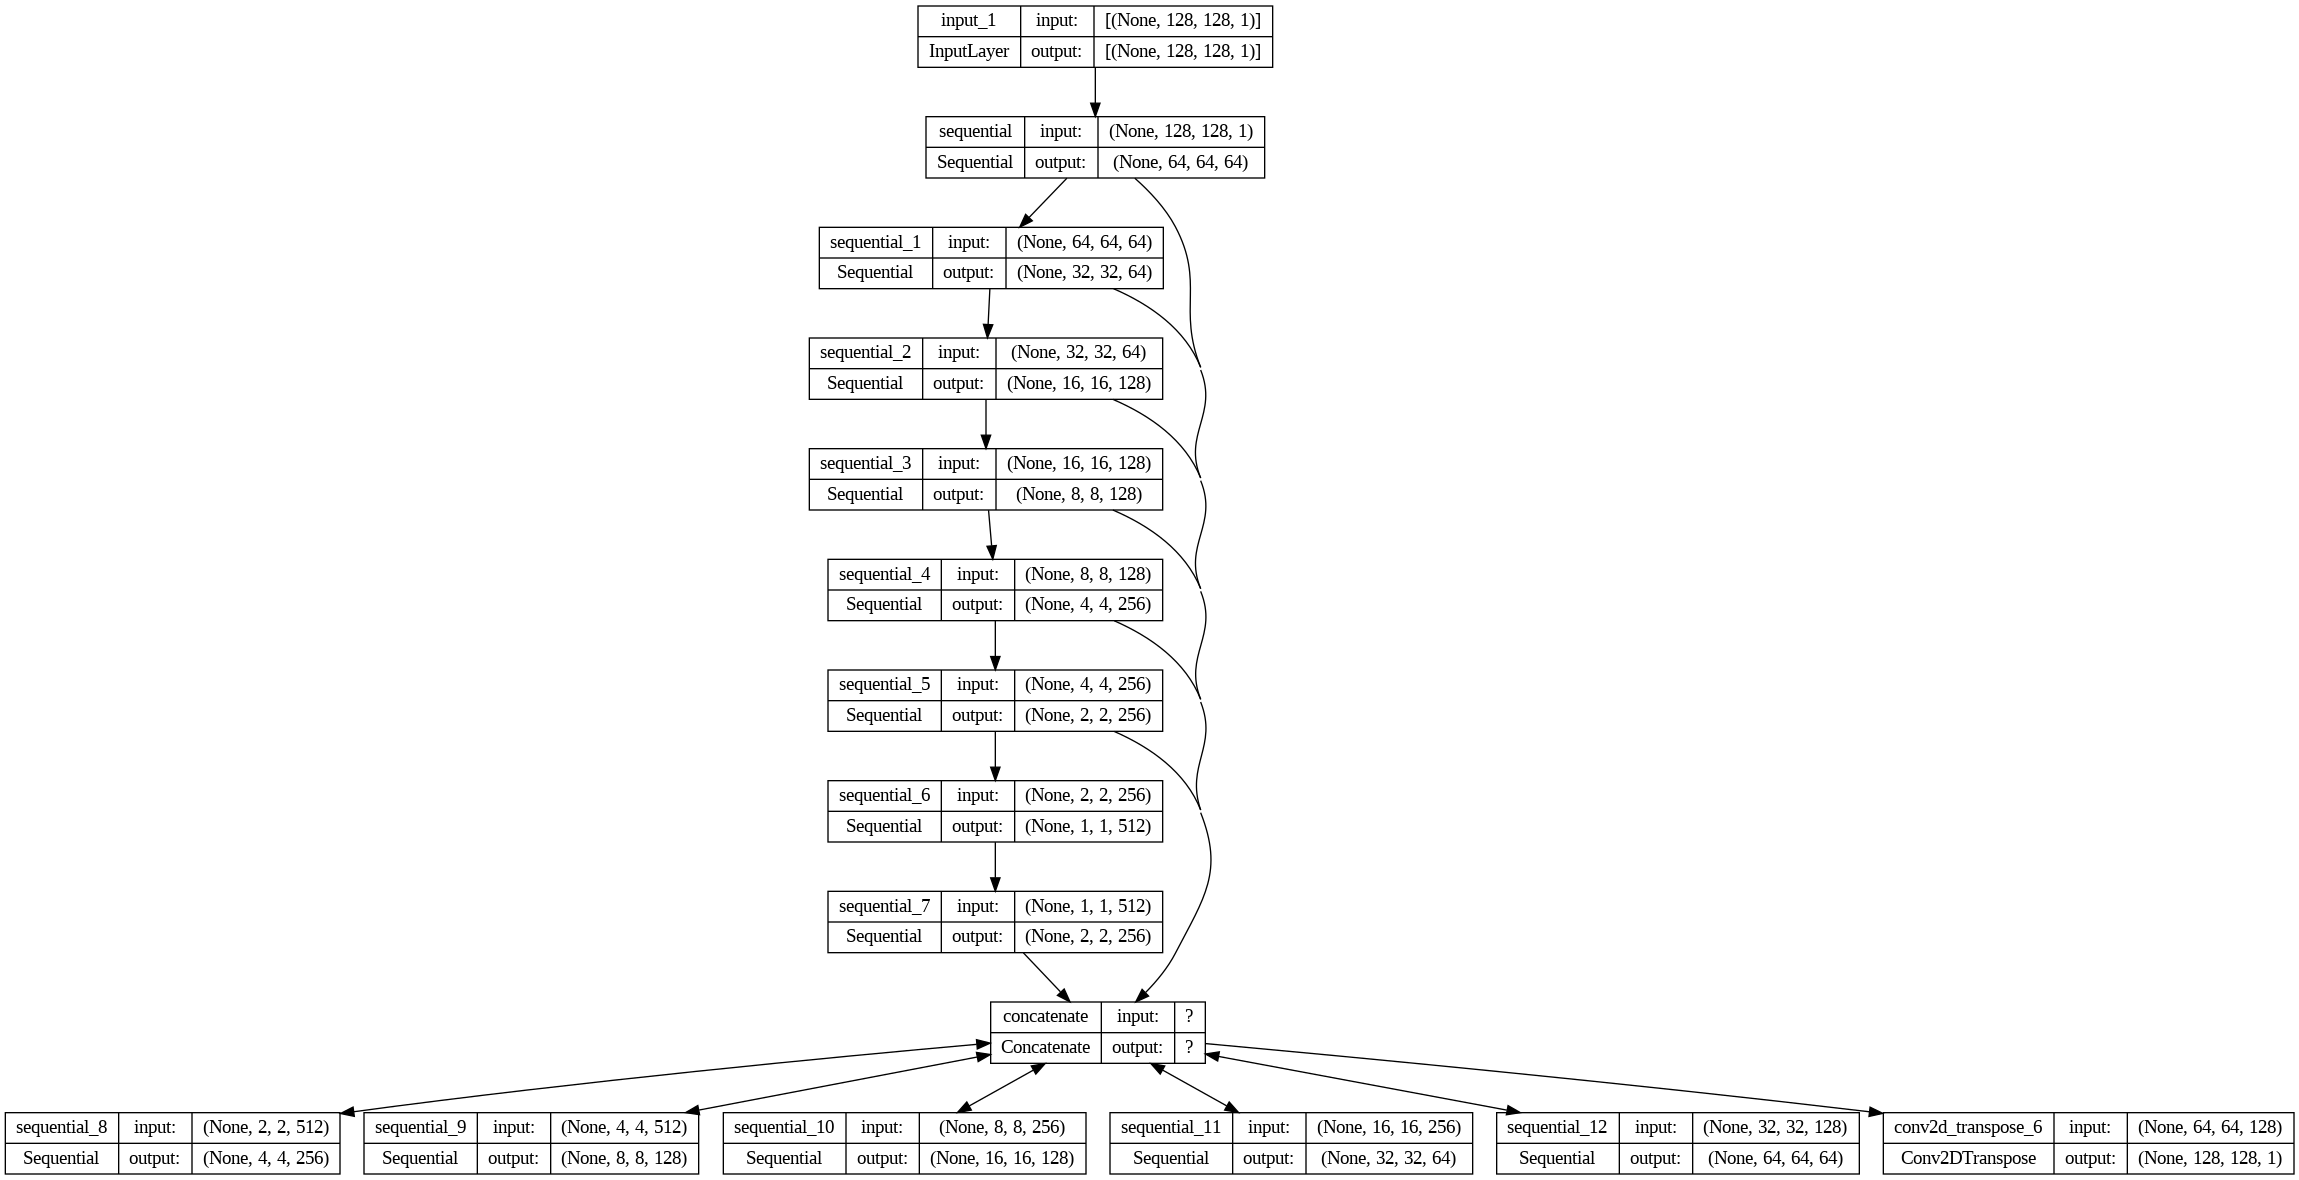 input_1 input: [(None, 128, 128, 1)]
InputLayer output: [(None, 128, 128, 1)]
sequential input: (None, 128, 128, 1)
Sequential output: (None, 64, 64, 64)
sequential_1 input: (None, 64, 64, 64)
Sequential output: (None, 32, 32, 64)
sequential_2 input: (None, 32, 32, 64)
Sequential output: (None, 16, 16, 128)
sequential_3 input: (None, 16, 16, 128)
Sequential output: (None, 8, 8, 128)
sequential_4 input: (None, 8, 8, 128)
Sequential output: (None, 4, 4, 256)
sequential_5 input: (None, 4, 4, 256)
Sequential output: (None, 2, 2, 256)
sequential_6 input: (None, 2, 2, 256)
Sequential output: (None, 1, 1, 512)
sequential_7 input: (None, 1, 1, 512)
Sequential output: (None, 2, 2, 256)
concatenate input: ?
Concatenate output: ?
sequential_8 input: (None, 2, 2, 512)
Sequential output: (None, 4, 4, 256)
sequential_9 input: (None, 4, 4, 512)
Sequential output: (None, 8, 8, 128)
sequential_10 input: (None, 8, 8, 256)
Sequential output: (None, 16, 16, 128)
sequential_11 input: (None, 16, 16, 256)
Sequential output: (None, 32, 32, 64)
sequential_12 input: (None, 32, 32, 128)
Sequential output: (None, 64, 64, 64)
conv2d_transpose_6 input: (None, 64, 64, 128)
Conv2DTranspose output: (None, 128, 128, 1)